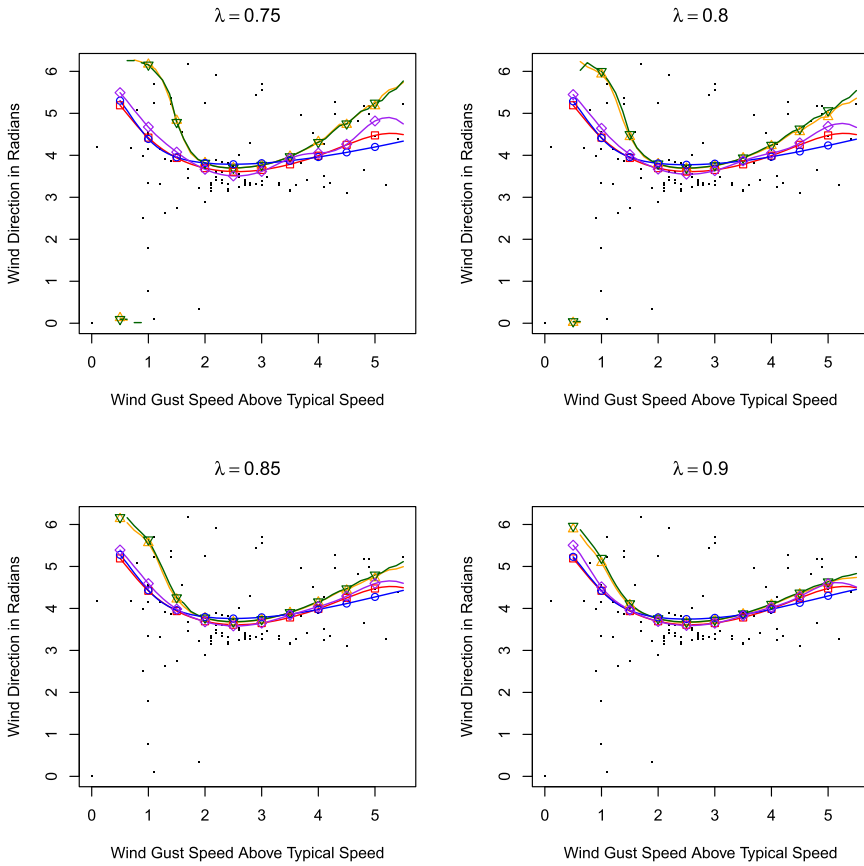 λ = 0.75
Wind Direction in Radians
0 1 2 3 4 5 6
0 1 2 3 4 5
Wind Gust Speed Above Typical Speed
λ = 0.8
Wind Direction in Radians
0 1 2 3 4 5 6
0 1 2 3 4 5
Wind Gust Speed Above Typical Speed
λ = 0.85
Wind Direction in Radians
0 1 2 3 4 5 6
0 1 2 3 4 5
Wind Gust Speed Above Typical Speed
λ = 0.9
Wind Direction in Radians
0 1 2 3 4 5 6
0 1 2 3 4 5
Wind Gust Speed Above Typical Speed